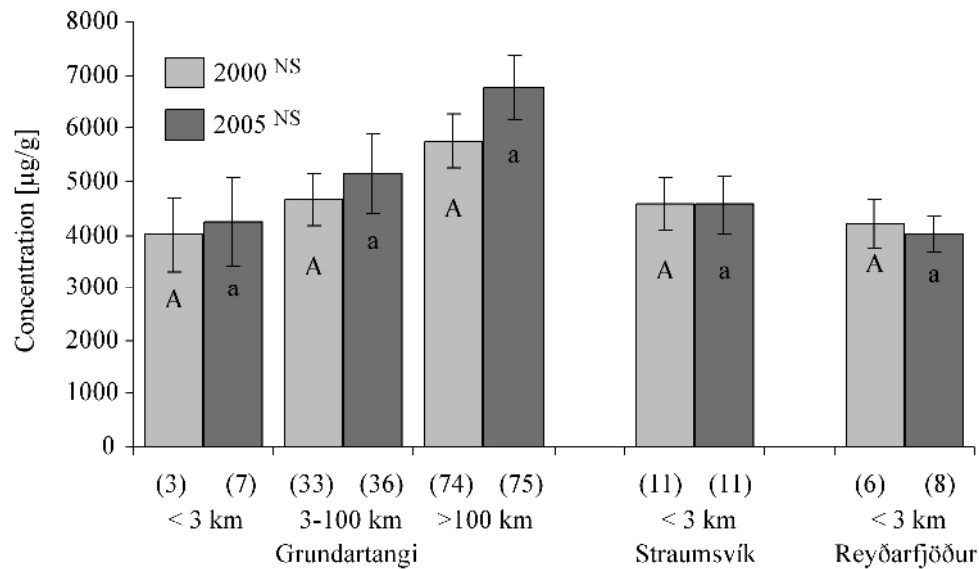 8000
7000
6000
5000
4000
3000
2000
1000
0
Concentration [µg/g]
2000 NS
2005 NS
A a A a A a A a A a
(3) (7) (33) (36) (74) (75) (11) (11) (6) (8)
< 3 km 3-100 km >100 km < 3 km < 3 km
Grundartangi Straumsvík Reyðarfjöður